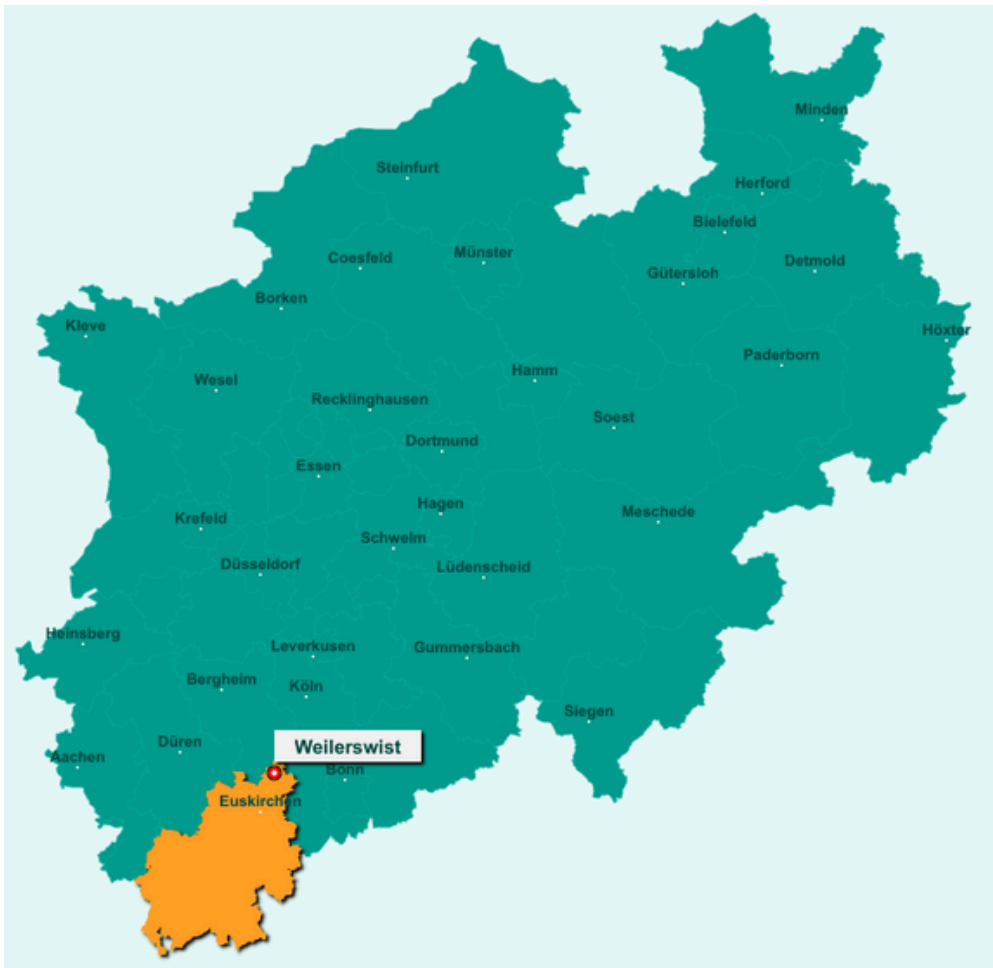 Minden
Steinfurt
Herford
Bielefeld
Münster
Coesfeld
Detmold
Gütersloh
Borken
Kleve
Höxter
Paderborn
Hamm
Wesel
Recklinghausen
Soest
Dortmund
Essen
Hagen
Meschede
Krefeld
Schwelm
Düsseldorf
Lüdenscheid
Heinsberg
Leverkusen
Gummersbach
Bergheim
Köln
Siegen
Düren
Weilerswist
Aachen
Bonn
Euskirchen